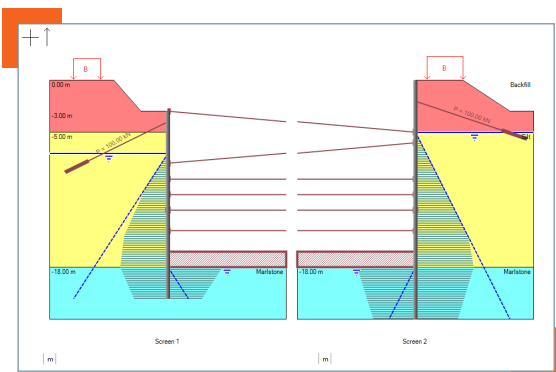 B
B
0.00 m
Backfill
-3.00 m
P = 100.00 kN
P = 100.00 kN
-5.00 m
-18.00 m
Marlstone
-18.00 m
Marlstone
Screen 1
Screen 2
m
m